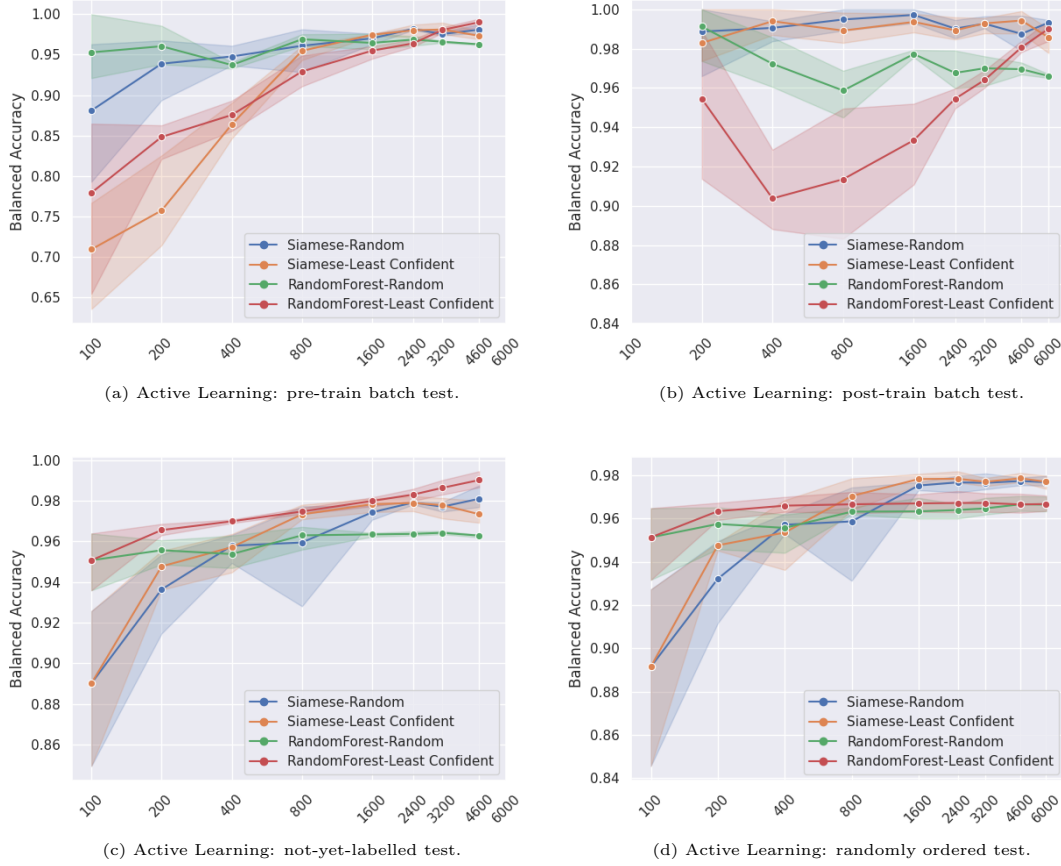 1.00
0.95
0.90
0.85
0.80
0.75
0.70
0.65
Balanced Accuracy
Siamese-Random
Siamese-Least Confident
RandomForest-Random
RandomForest-Least Confident
100 200 400 800 1600 2400 3200 4600 6000
(a) Active Learning: pre-train batch test.
1.00
0.98
0.96
0.94
0.92
0.90
0.88
0.86
0.84
Balanced Accuracy
Siamese-Random
Siamese-Least Confident
RandomForest-Random
RandomForest-Least Confident
100 200 400 800 1600 2400 3200 4600 6000
(b) Active Learning: post-train batch test.
1.00
0.98
0.96
0.94
0.92
0.90
0.88
0.86
Balanced Accuracy
Siamese-Random
Siamese-Least Confident
RandomForest-Random
RandomForest-Least Confident
100 200 400 800 1600 2400 3200 4600 6000
(c) Active Learning: not-yet-labelled test.
0.98
0.96
0.94
0.92
0.90
0.88
0.86
0.84
Balanced Accuracy
Siamese-Random
Siamese-Least Confident
RandomForest-Random
RandomForest-Least Confident
100 200 400 800 1600 2400 3200 4600 6000
(d) Active Learning: randomly ordered test.